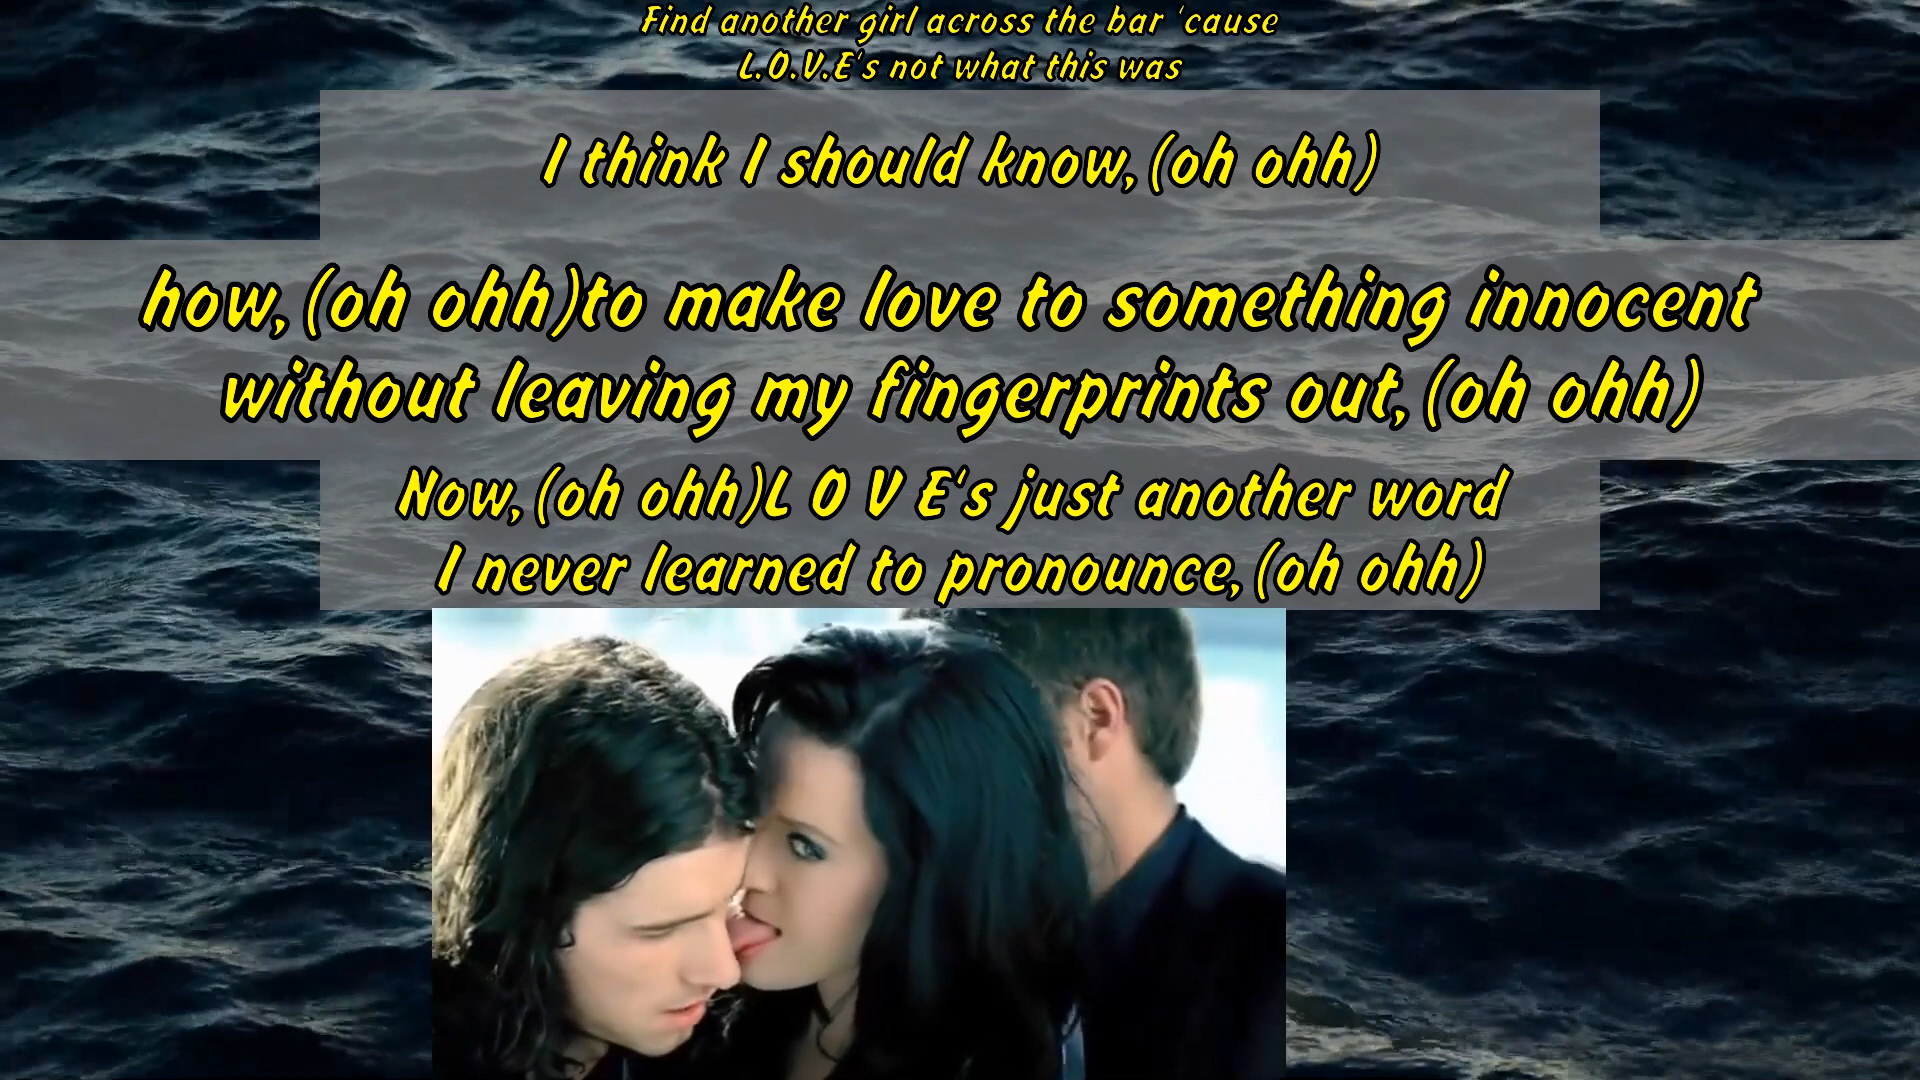 Find another girl across the bar 'cause
L.O.V.E's not what this was
I think I should know,(oh ohh)
how,(oh ohh)to make love to something innocent
without leaving my fingerprints out,(oh ohh)
Now,(oh ohh)L O V E's just another word
I never learned to pronounce,(oh ohh)